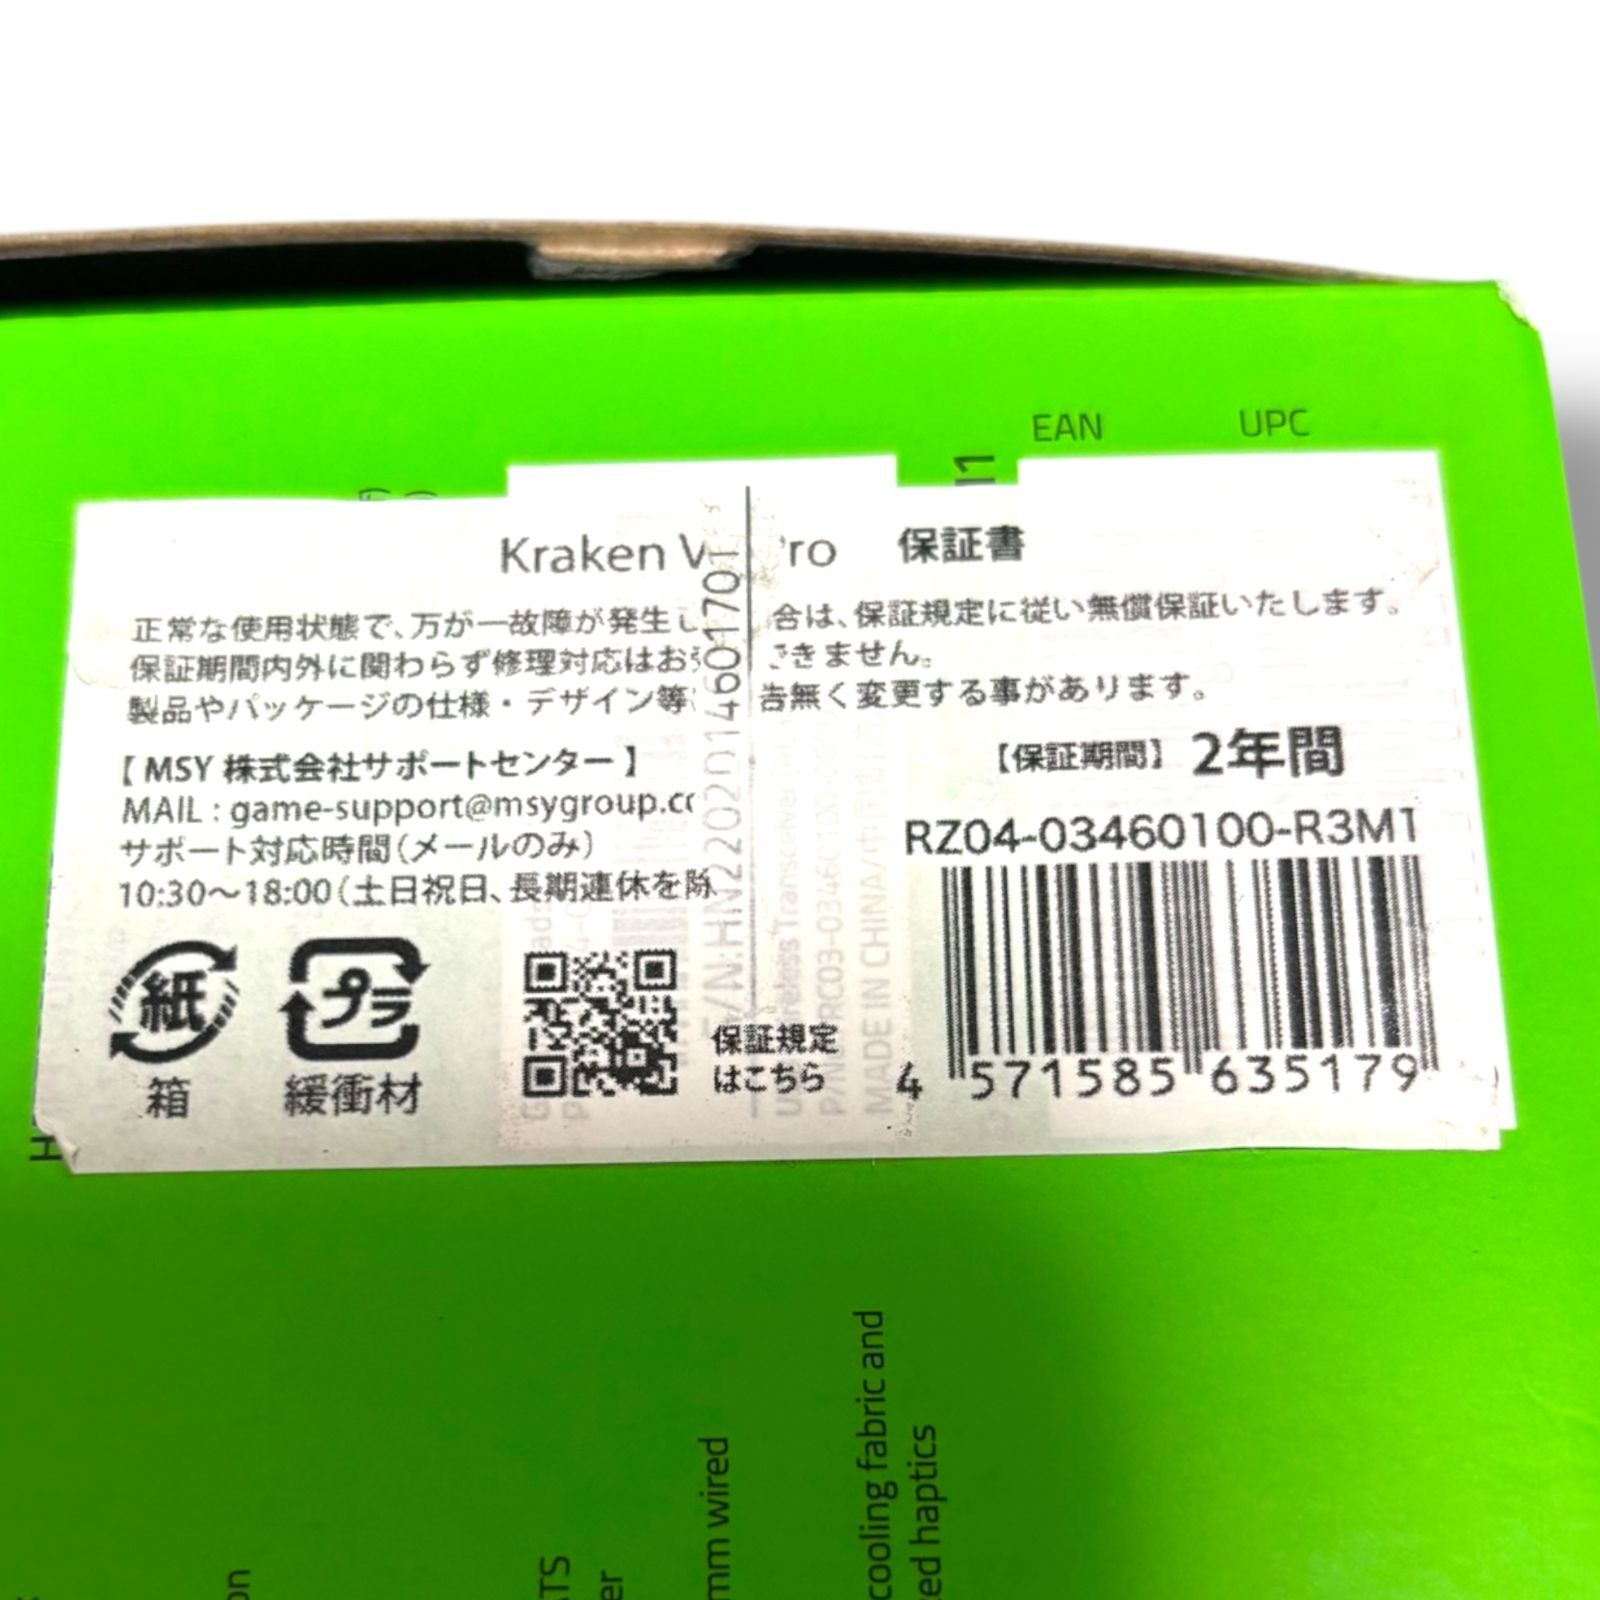 EAN UPC
Kraken V ro 保証書
正常な使用状態で、万が一故障が発生し 合は、保証規定に従い無償保証いたします。
保証期間内外に関わらず修理対応はお きません。
製品やパッケージの仕様・デザイン等 告無く変更する事があります。
【MSY 株式会社サポートセンター】
MAIL : game-support@msygroup.c
サポート対応時間(メールのみ)
10:30〜18:00(土日祝日、長期連休を除
【保証期間】 2年間
RZ04-03460100-R3M1
4 571585 635179
紙
箱
プラ
緩衝材
保証規定
はこちら
MADE IN CHINA
mm wired
cooling fabric and
ed haptics